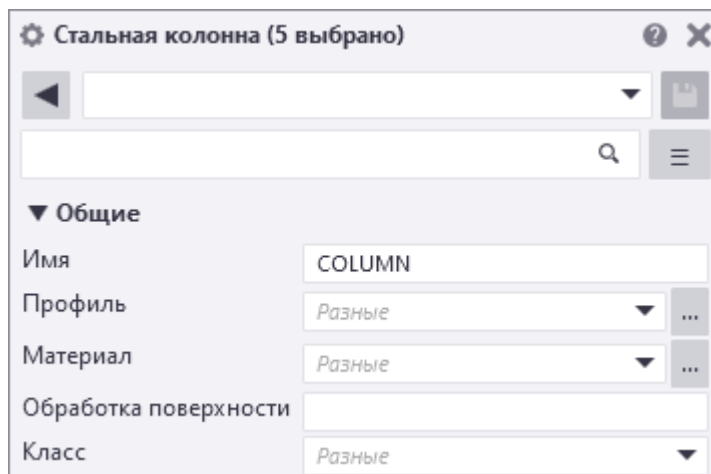 Стальная колонна (5 выбрано)
Общие
Имя COLUMN
Профиль Разные ...
Материал Разные ...
Обработка поверхности
Класс Разные